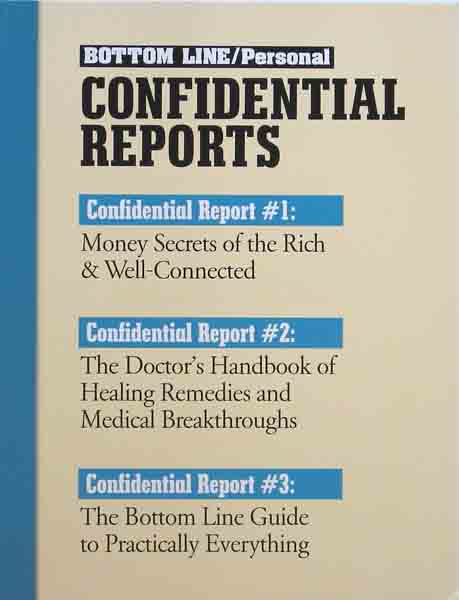 BOTTOM LINE/Personal
CONFIDENTIAL
REPORTS
Confidential Report #1:
Money Secrets of the Rich
& Well-Connected
Confidential Report #2:
The Doctor's Handbook of
Healing Remedies and
Medical Breakthroughs
Confidential Report #3:
The Bottom Line Guide
to Practically Everything